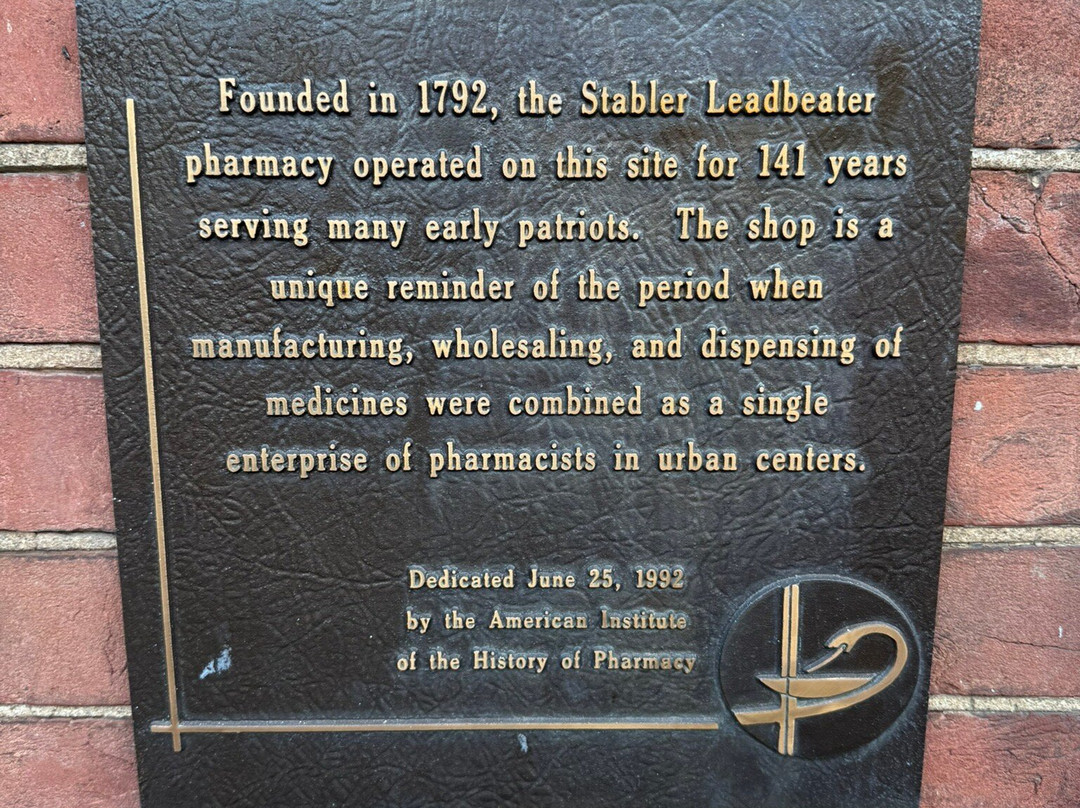 Founded in 1792, the Stabler Leadbeater
pharmacy operated on this site for 141 years
serving many early patriots. The shop is a
unique reminder of the period when
manufacturing, wholesaling, and dispensing of
medicines were combined as a single
enterprise of pharmacists in urban centers.
Dedicated June 25, 1992
by the American Institute
of the History of Pharmacy